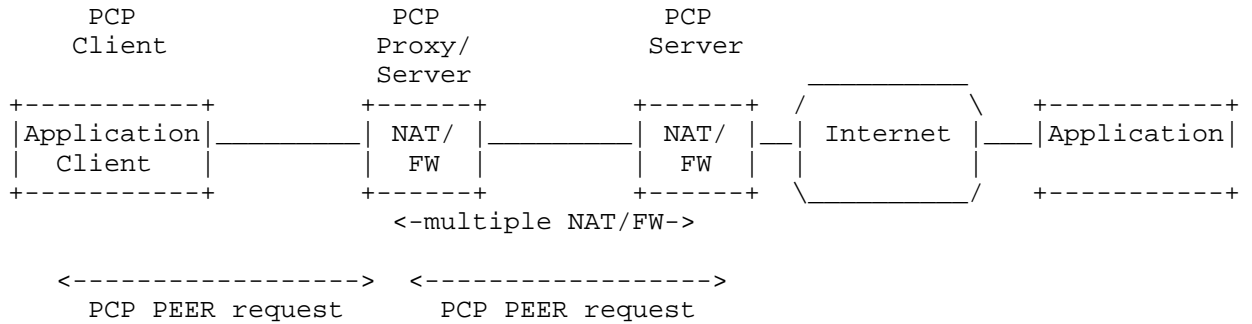 PCP PCP PCP
Client Proxy/ Server
Server
Application NAT/ NAT/ Internet Application
Client FW FW
<-multiple NAT/FW->
<------------------> <------------------>
PCP PEER request PCP PEER request